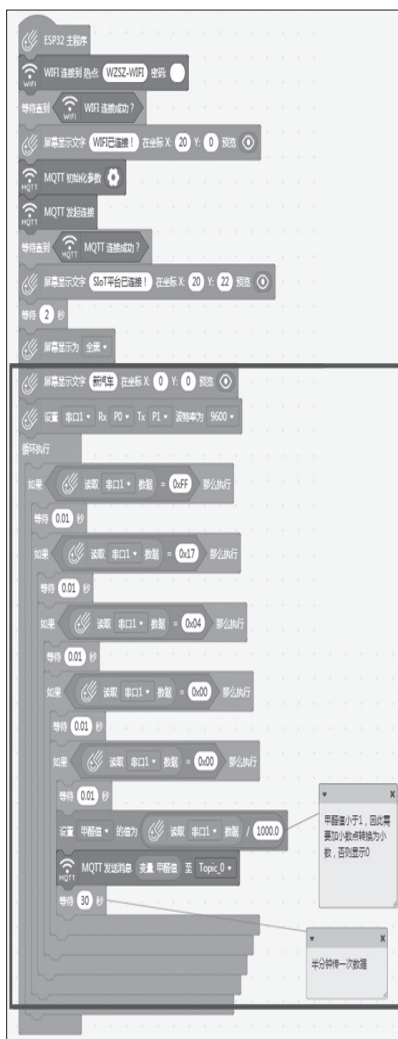 ESP32 主程序
WIFI 连接到 热点: WZSZ-WIFI 密码:
等待直到 WIFI 连接成功?
屏幕显示文字 WIFI已连接! 在坐标 X: 20 Y: 0 预览
MQTT 初始化参数
MQTT 发起连接
等待直到 MQTT 连接成功?
屏幕显示文字 SIoT平台已连接! 在坐标 X: 20 Y: 22 预览
等待 2 秒
屏幕显示为 全黑
屏幕显示文字 新汽车 在坐标 X: 0 Y: 0 预览
设置 串口1 Rx P0 Tx P1 波特率为 9600
循环执行
如果 读取 串口1 数据 = 0xFF 那么执行
等待 0.01 秒
如果 读取 串口1 数据 = 0x17 那么执行
等待 0.01 秒
如果 读取 串口1 数据 = 0x04 那么执行
等待 0.01 秒
如果 读取 串口1 数据 = 0x00 那么执行
等待 0.01 秒
如果 读取 串口1 数据 = 0x00 那么执行
等待 0.01 秒
设置 甲醛值 的值为 读取 串口1 数据 / 1000.0
MQTT 发送消息 变量 甲醛值 至 Topic_0
等待 30 秒
甲醛值小于1,因此需
要加小数点转换为小
数,否则显示0
半分钟传一次数据